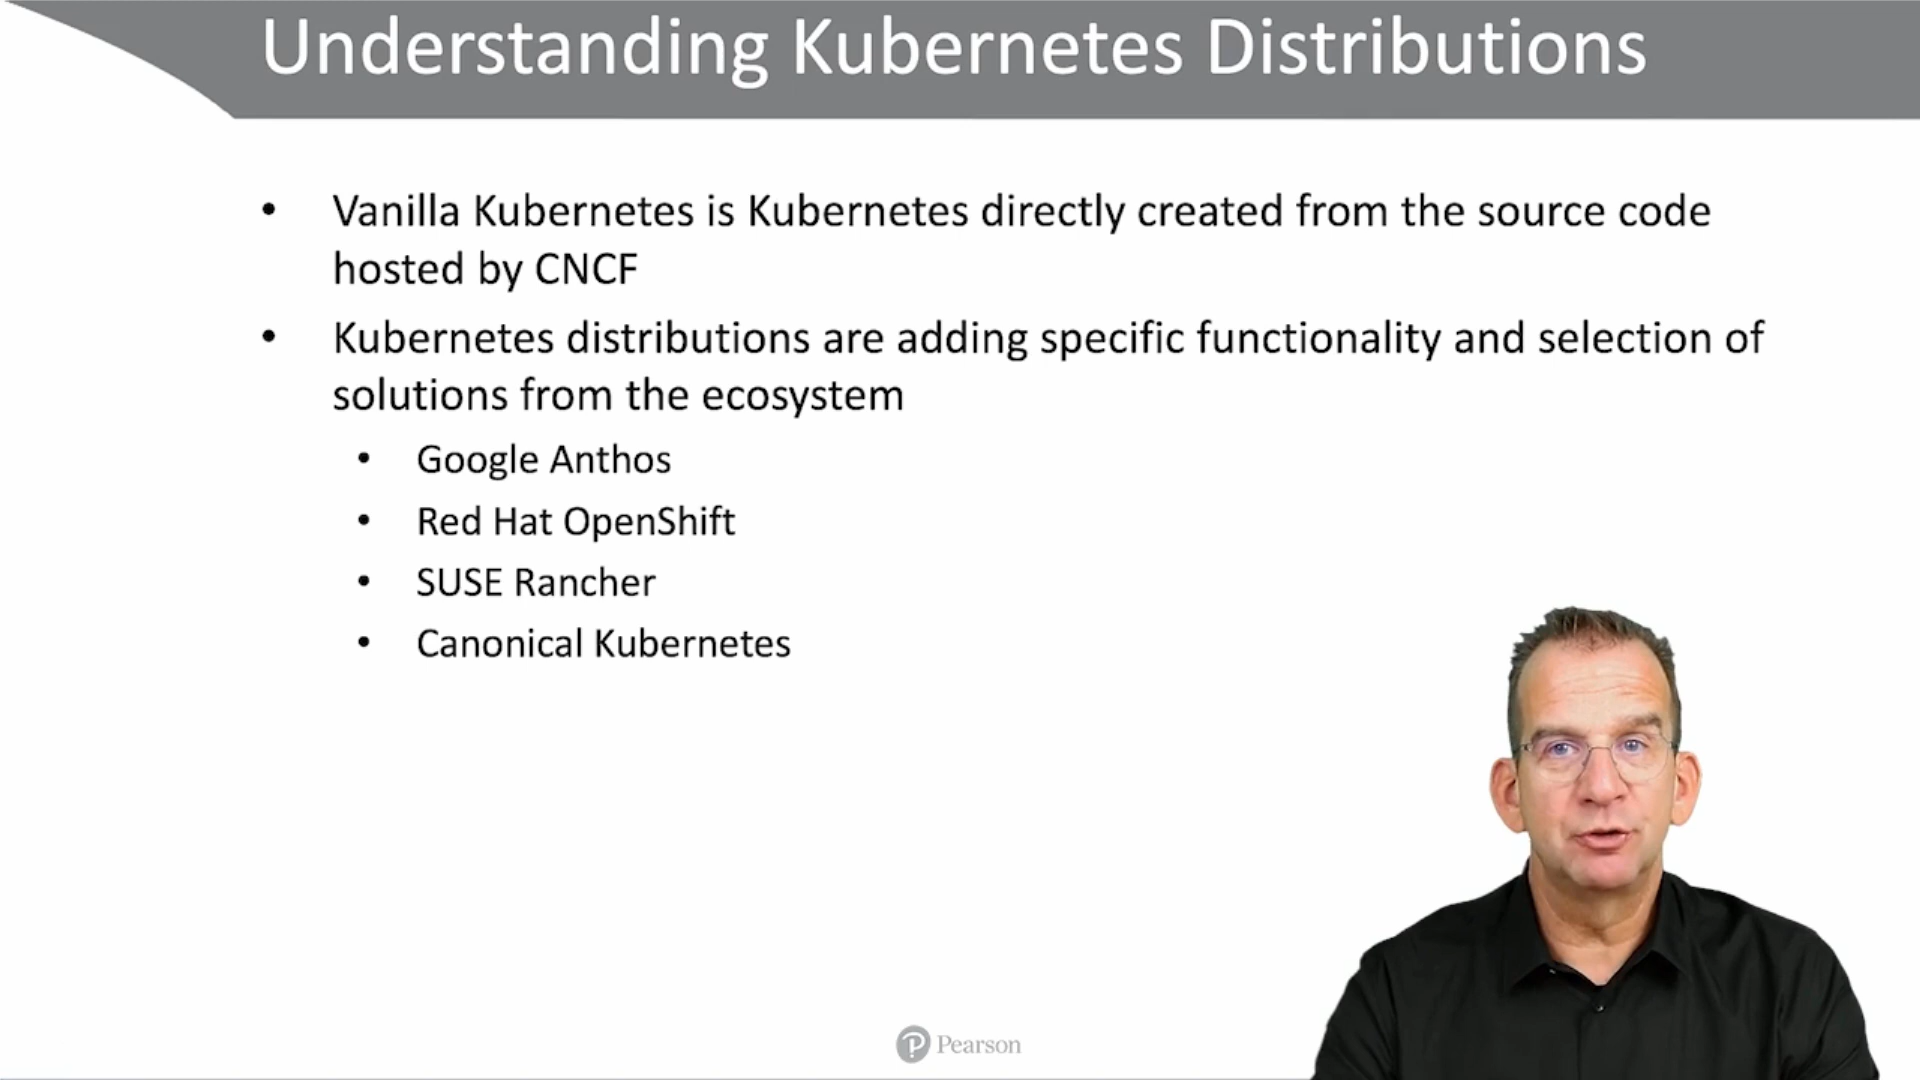 Understanding Kubernetes Distributions
• Vanilla Kubernetes is Kubernetes directly created from the source code
hosted by CNCF
• Kubernetes distributions are adding specific functionality and selection of
solutions from the ecosystem
• Google Anthos
• Red Hat OpenShift
• SUSE Rancher
• Canonical Kubernetes
Pearson